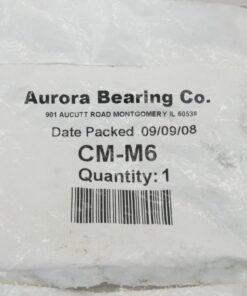 Aurora Bearing Co.
901 AUCUTT ROAD MONTGOMERY IL 60538
Date Packed 09/09/08
CM-M6
Quantity: 1